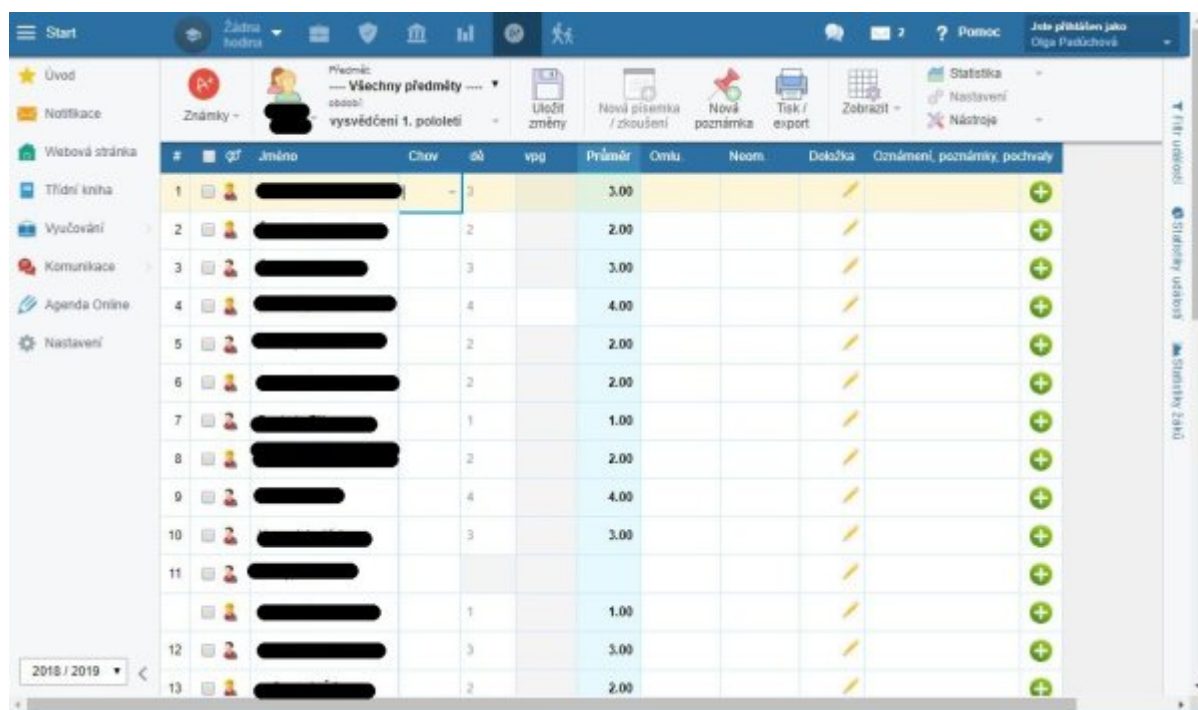 Start
Žádná
hodina
2
? Pomoc
Jste přihlášen jako
Olga Padúchová
Úvod
Notifikace
Webová stránka
Třídní kniha
Vyučování
Komunikace
Agenda Online
Nastavení
2018 / 2019
A+
Známky
Předmět:
---- Všechny předměty ----
období:
vysvědčení 1. pololetí
Uložit
změny
Nová písemka
/ zkoušení
Nová
poznámka
Tisk /
export
Zobrazit
Statistika
Nastavení
Nástroje
# Jméno Chov dě vpg Průměr Omlu. Neom. Doložka Oznámení, poznámky, pochvaly
1 3 3.00
2 2 2.00
3 3 3.00
4 4 4.00
5 2 2.00
6 2 2.00
7 1 1.00
8 2 2.00
9 4 4.00
10 3 3.00
11
1 1.00
12 3 3.00
13 2 2.00
Filtr událostí
Statistiky událostí
Statistiky žáků